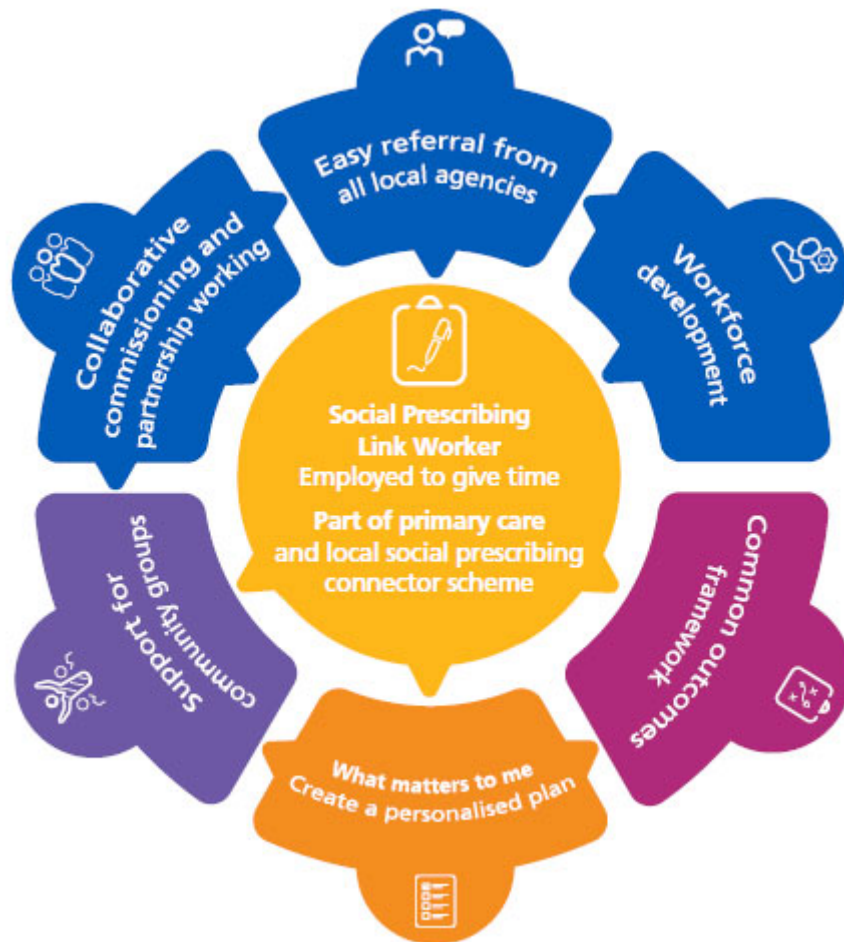 Easy referral from
all local agencies
Workforce
development
Common outcomes
framework
What matters to me
Create a personalised plan
Support for
community groups
Collaborative
commissioning and
partnership working
Social Prescribing
Link Worker
Employed to give time
Part of primary care
and local social prescribing
connector scheme